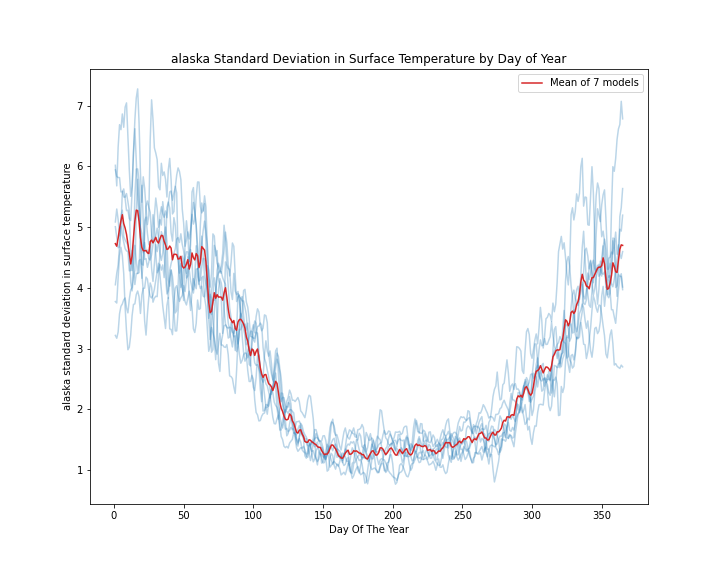 alaska Standard Deviation in Surface Temperature by Day of Year
Mean of 7 models
alaska standard deviation in surface temperature
7
6
5
4
3
2
1
0 50 100 150 200 250 300 350
Day Of The Year